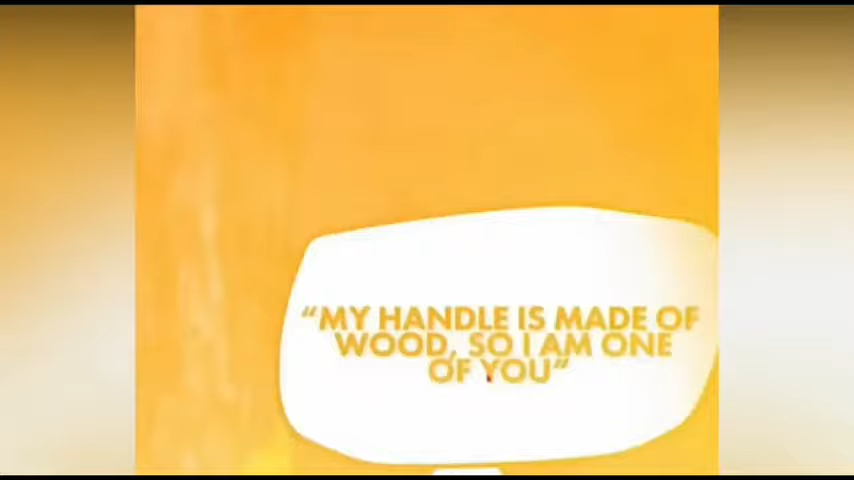 “MY HANDLE IS MADE OF
WOOD, SO I AM ONE
OF YOU”